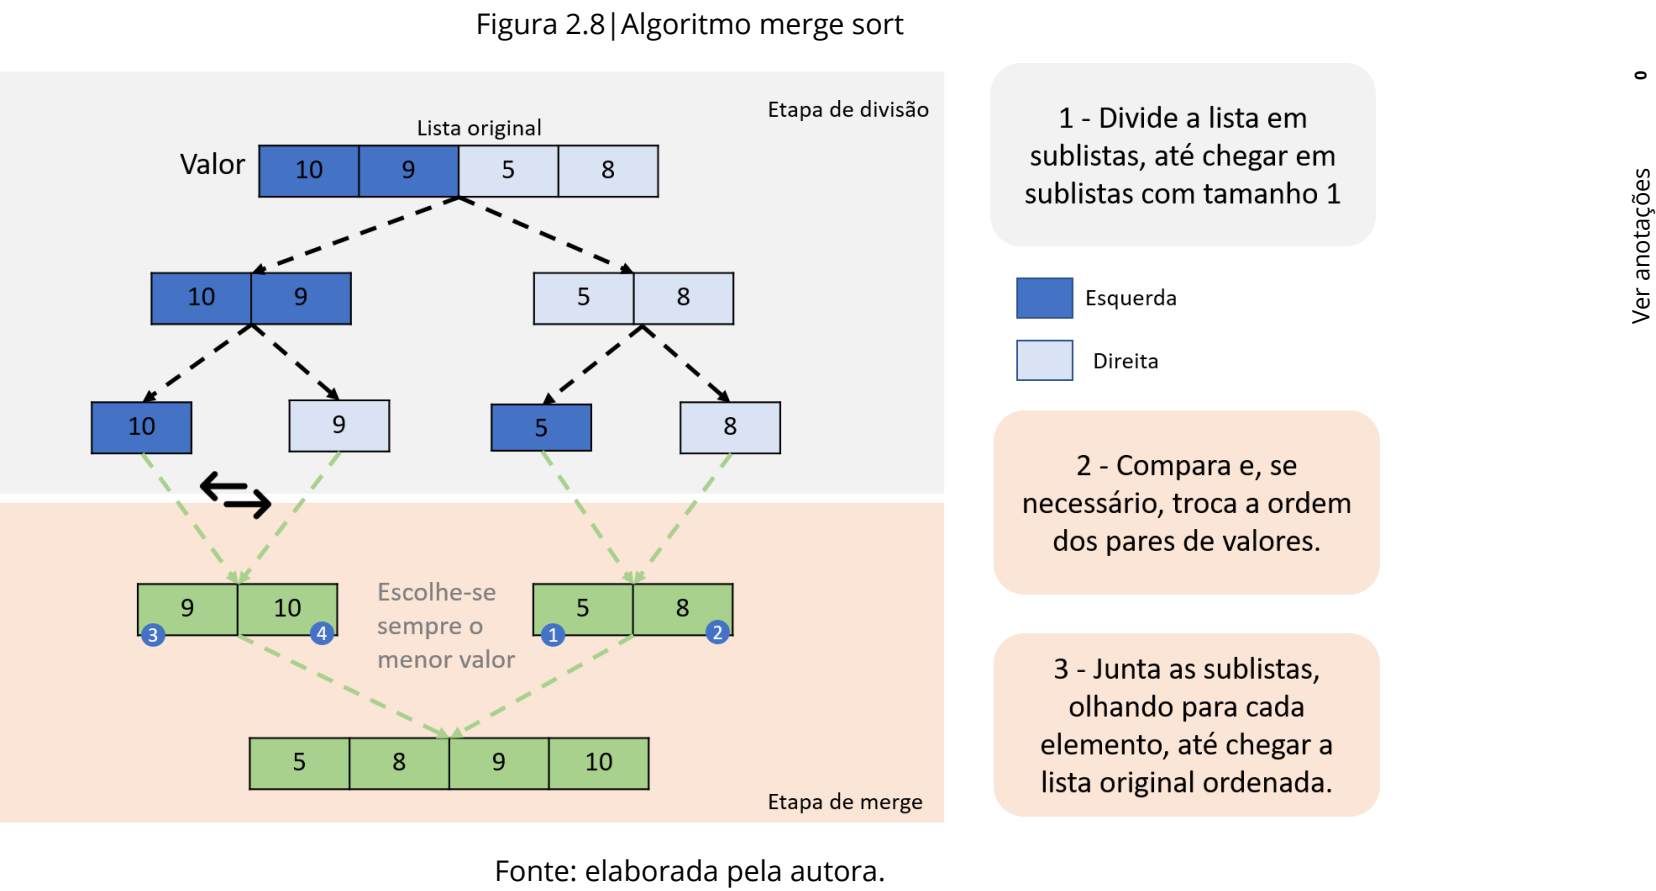 Figura 2.8|Algoritmo merge sort
0
Ver anotações
Etapa de divisão
Lista original
Valor
10 9 5 8
10 9
5 8
10
9
5
8
9 10
3 4
5 8
1 2
Escolhe-se
sempre o
menor valor
5 8 9 10
Etapa de merge
1 - Divide a lista em
sublistas, até chegar em
sublistas com tamanho 1
Esquerda
Direita
2 - Compara e, se
necessário, troca a ordem
dos pares de valores.
3 - Junta as sublistas,
olhando para cada
elemento, até chegar a
lista original ordenada.
Fonte: elaborada pela autora.